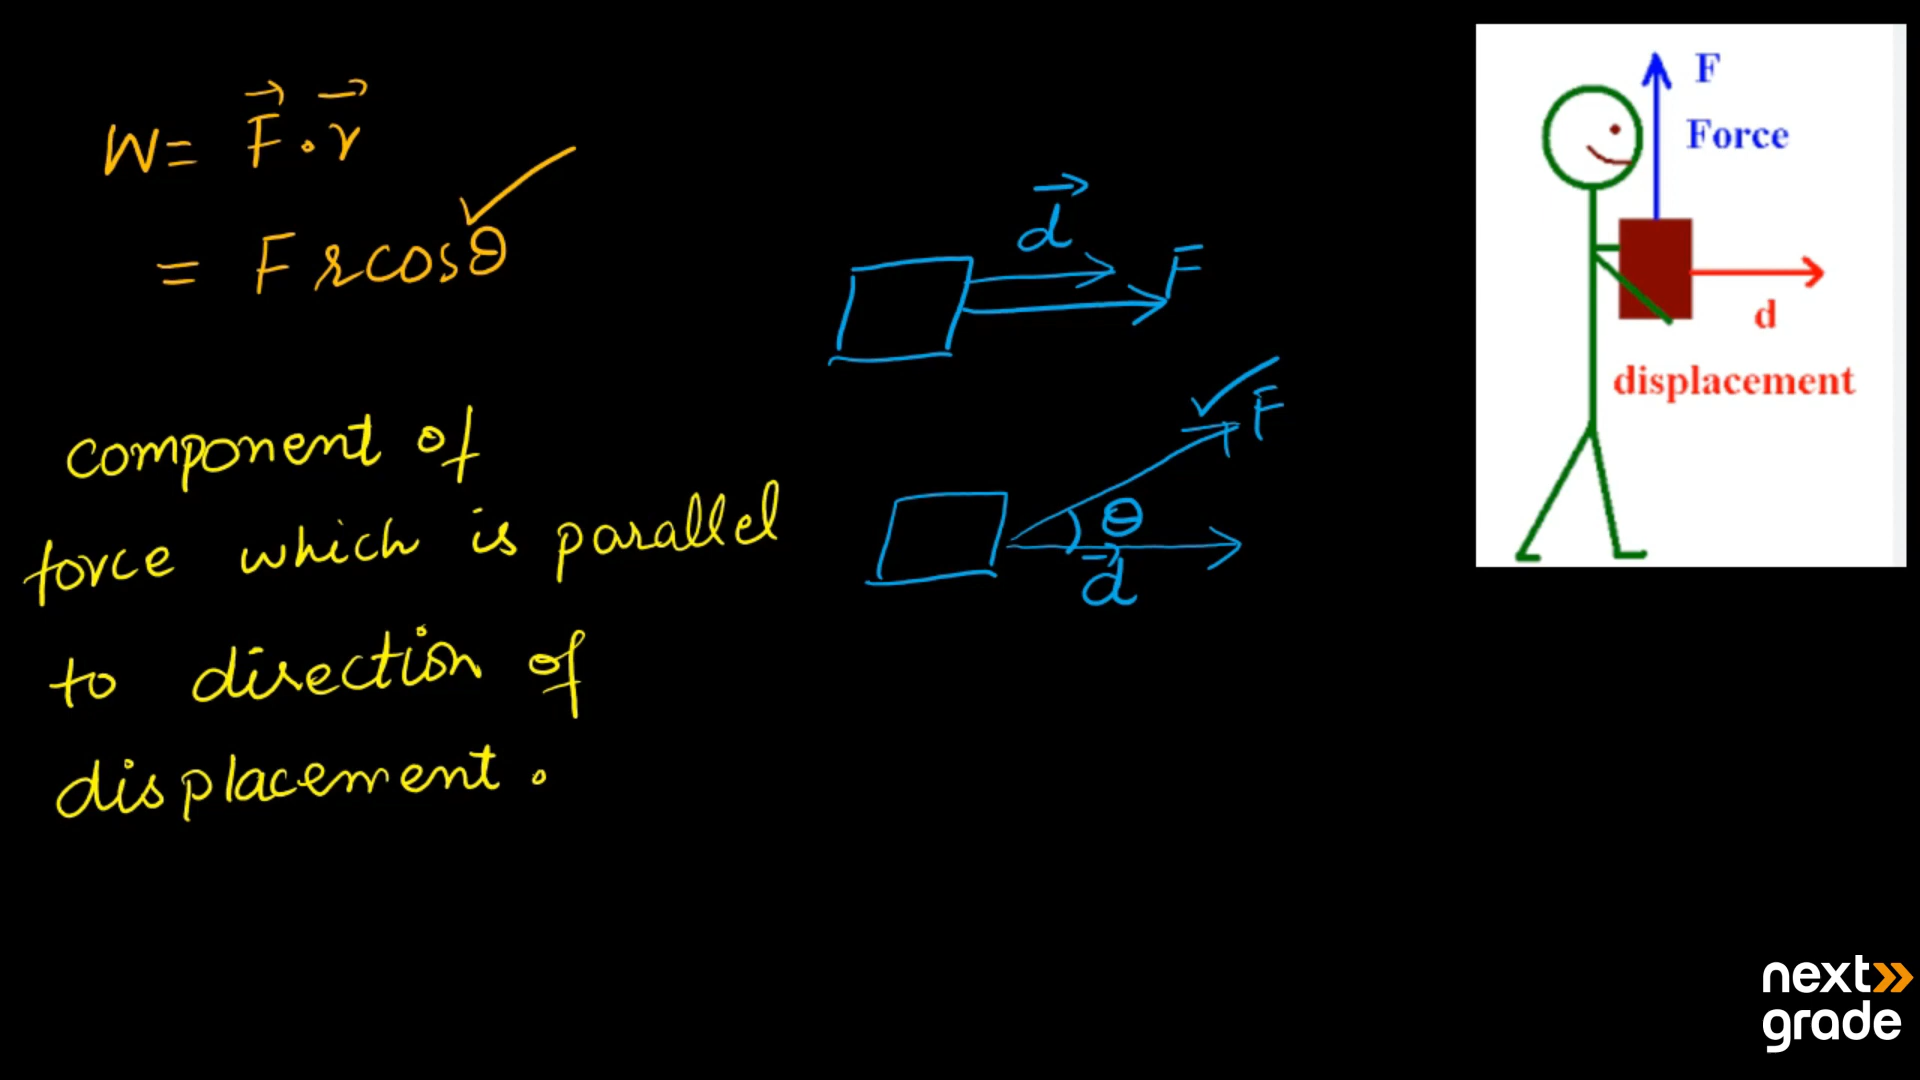 W = F⃗ · r⃗
= F r cosθ
component of
force which is parallel
to direction of
displacement .
d⃗
F
F
θ
d⃗
F
Force
d
displacement
next
grade